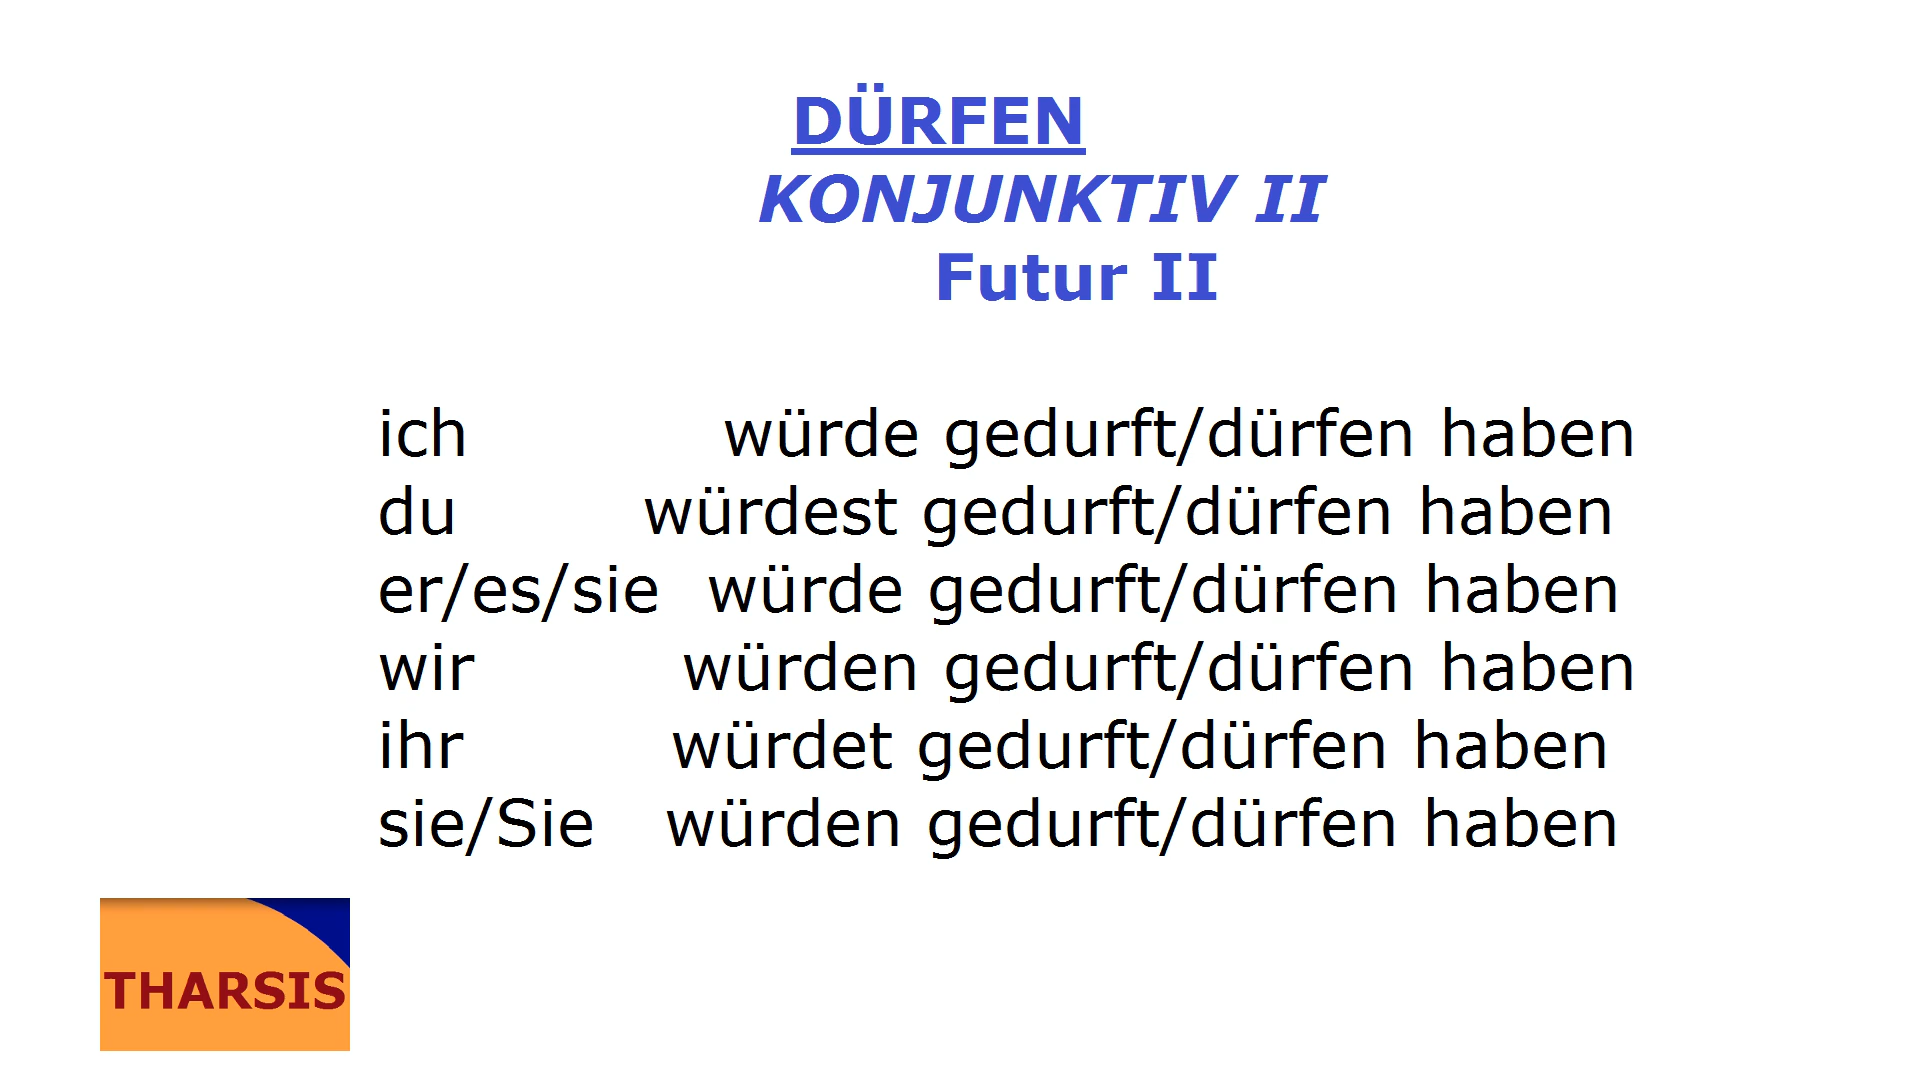 DÜRFEN
KONJUNKTIV II
Futur II
ich würde gedurft/dürfen haben
du würdest gedurft/dürfen haben
er/es/sie würde gedurft/dürfen haben
wir würden gedurft/dürfen haben
ihr würdet gedurft/dürfen haben
sie/Sie würden gedurft/dürfen haben
THARSIS